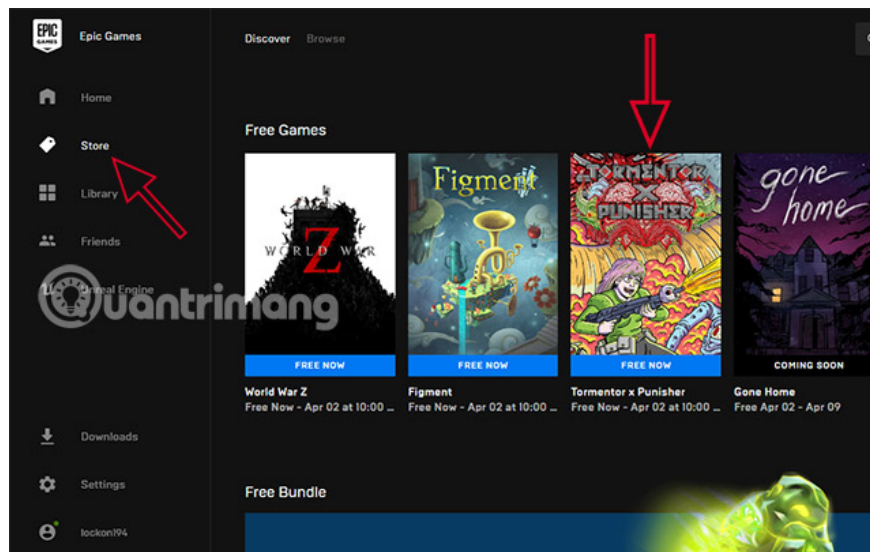 EPIC
GAMES
Epic Games
Home
Store
Library
Friends
Unreal Engine
Downloads
Settings
lockon194
Discover Browse
Free Games
WORLD WAR
Z
FREE NOW
World War Z
Free Now - Apr 02 at 10:00 ...
Figment
FREE NOW
Figment
Free Now - Apr 02 at 10:00 ...
TORMENTOR
X
PUNISHER
FREE NOW
Tormentor x Punisher
Free Now - Apr 02 at 10:00 ...
gone
home
COMING SOON
Gone Home
Free Apr 02 - Apr 09
Free Bundle
Quantrimang